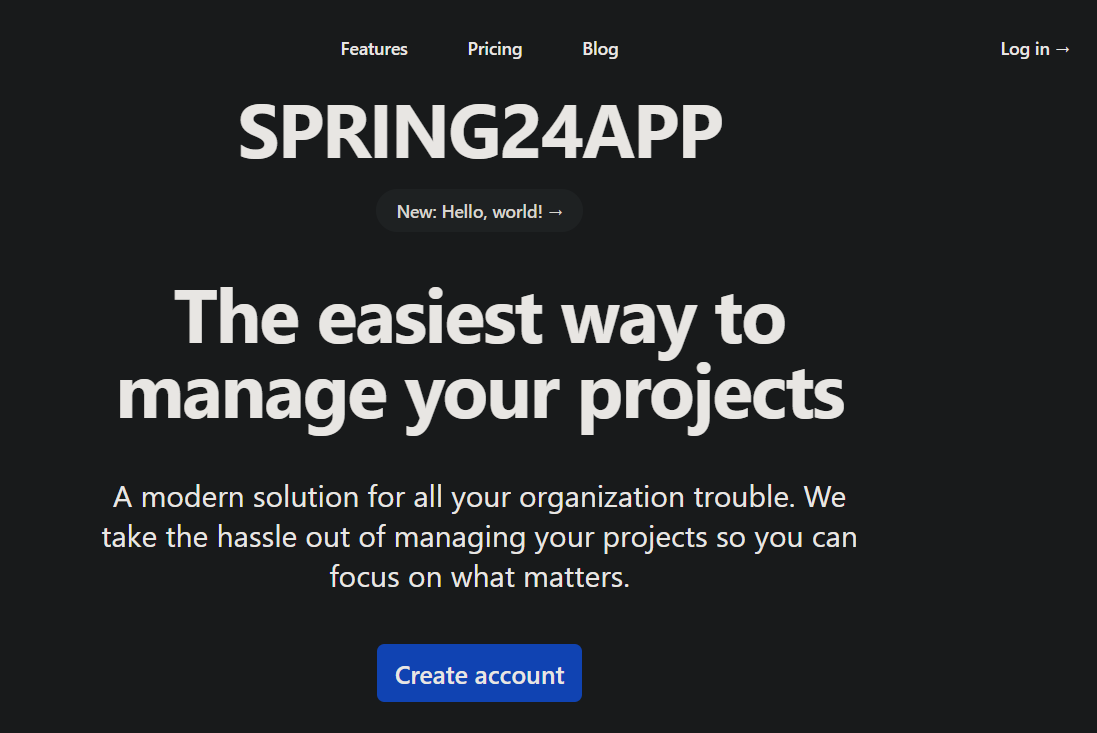 Features Pricing Blog Log in →
SPRING24APP
New: Hello, world! →
The easiest way to
manage your projects
A modern solution for all your organization trouble. We
take the hassle out of managing your projects so you can
focus on what matters.
Create account